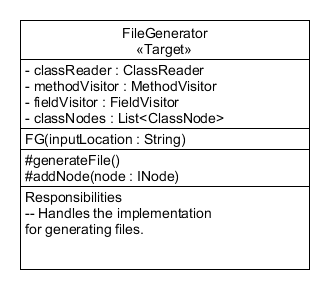 FileGenerator
«Target»
- classReader : ClassReader
- methodVisitor : MethodVisitor
- fieldVisitor : FieldVisitor
- classNodes : List<ClassNode>
FG(inputLocation : String)
#generateFile()
#addNode(node : INode)
Responsibilities
-- Handles the implementation
for generating files.